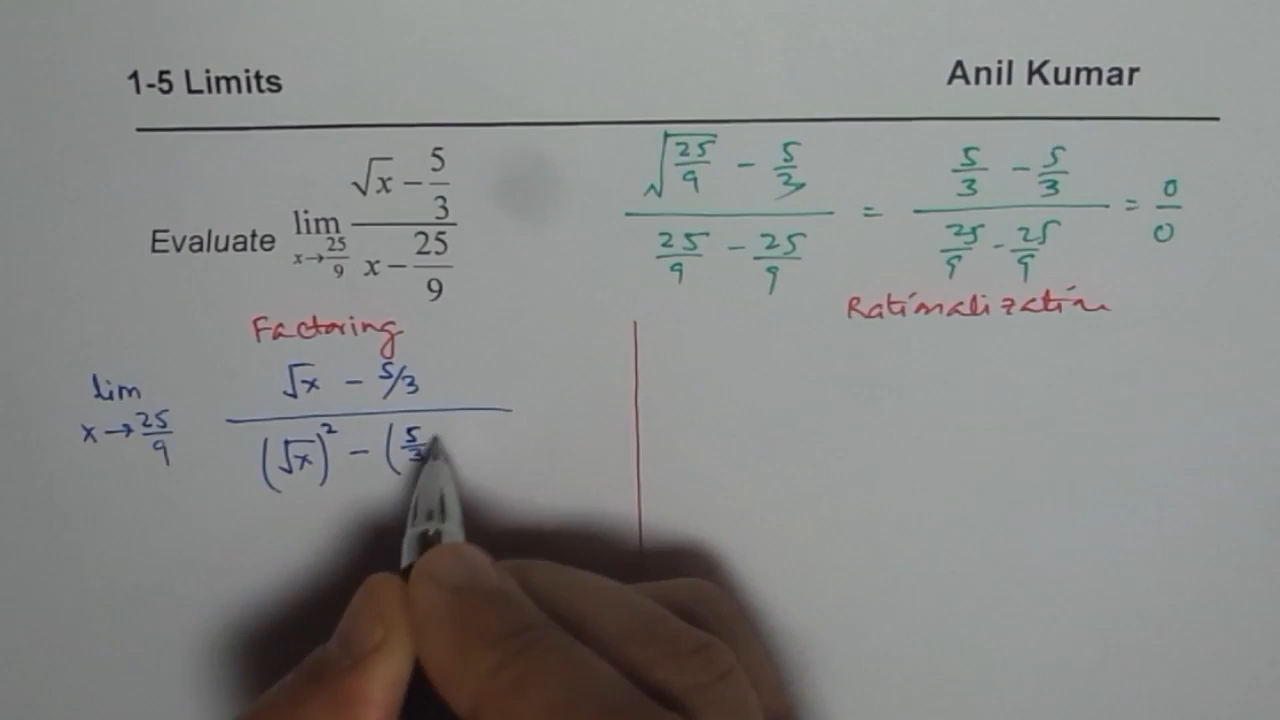 1-5 Limits
Anil Kumar
Evaluate lim x→25/9 (√x − 5/3)/(x − 25/9)
(√(25/9) − 5/3)/(25/9 − 25/9) = (5/3 − 5/3)/(25/9 − 25/9) = 0/0
Factoring
Rationalization
lim x→25/9 (√x − 5/3)/((√x)² − (5/3